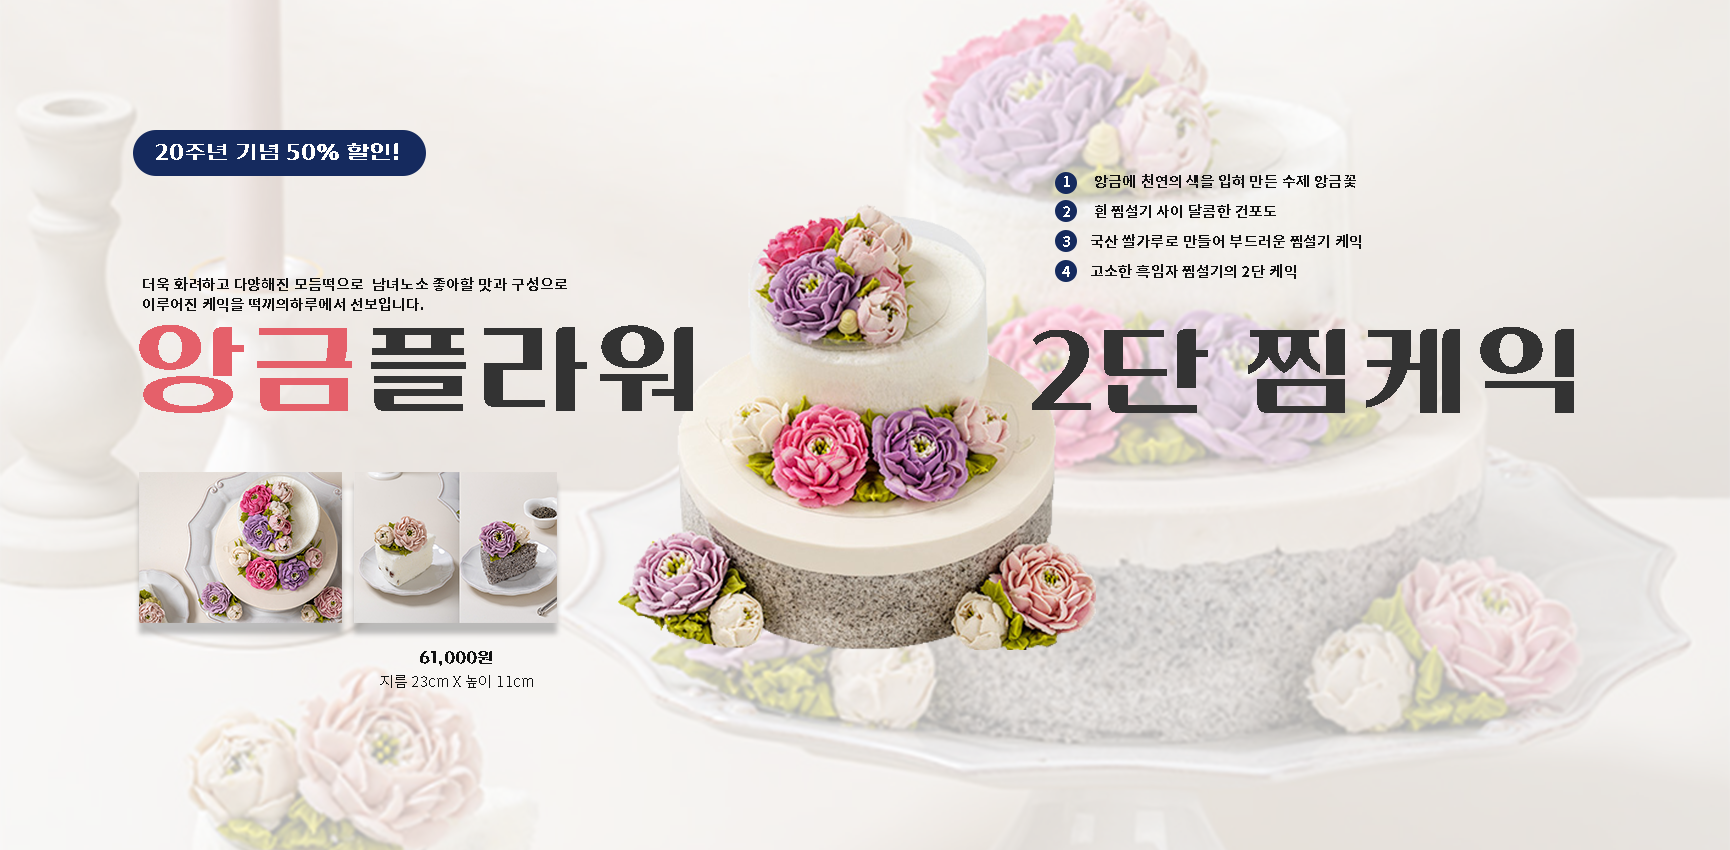 20주년 기념 50% 할인!
더욱 화려하고 다양해진 모듬떡으로 남녀노소 좋아할 맛과 구성으로
이루어진 케익을 떡끼의하루에서 선보입니다.
앙금플라워 2단 찜케익
1 앙금에 천연의 색을 입혀 만든 수제 앙금꽃
2 흰 찜설기 사이 달콤한 건포도
3 국산 쌀가루로 만들어 부드러운 찜설기 케익
4 고소한 흑임자 찜설기의 2단 케익
61,000원
지름 23cm X 높이 11cm